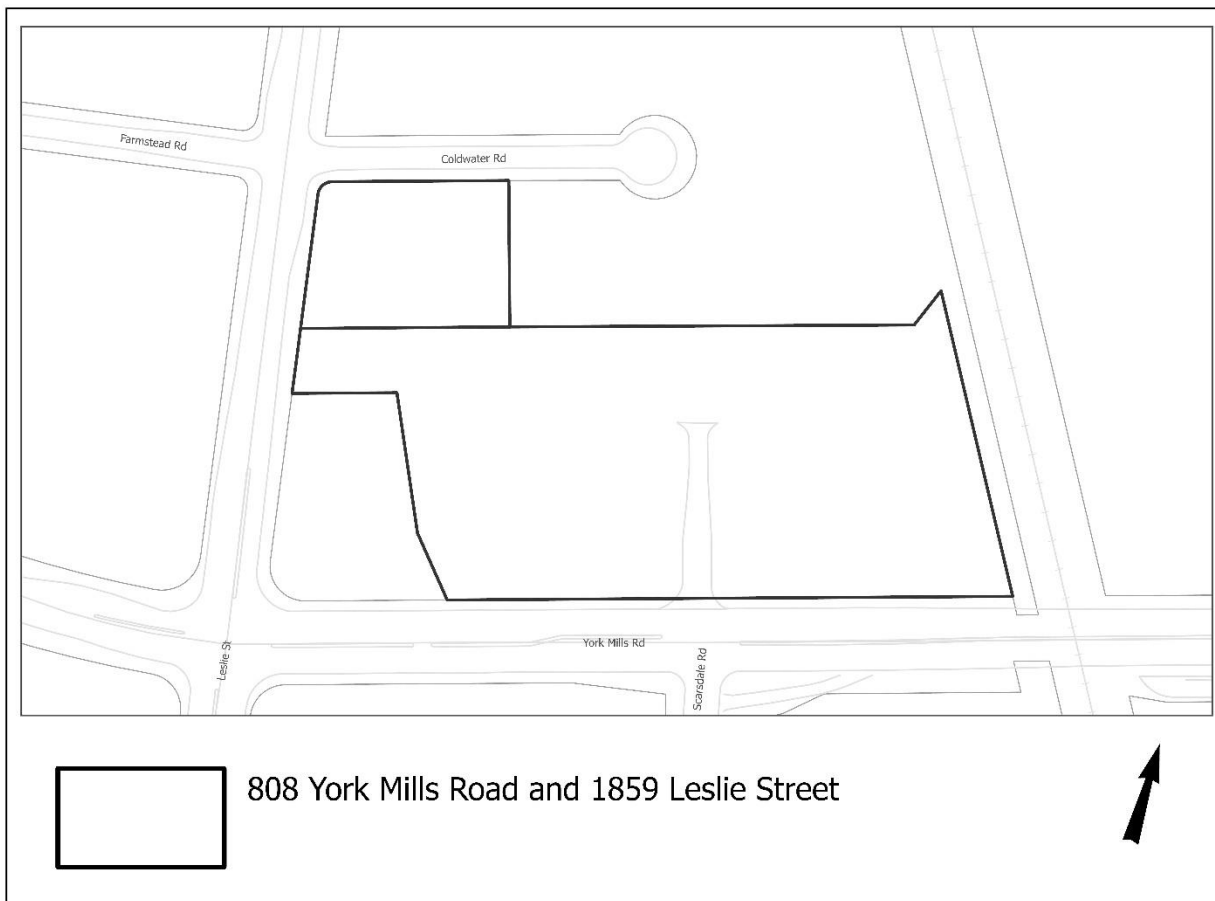 Farmstead Rd
Coldwater Rd
York Mills Rd
Leslie St
Scarsdale Rd
808 York Mills Road and 1859 Leslie Street